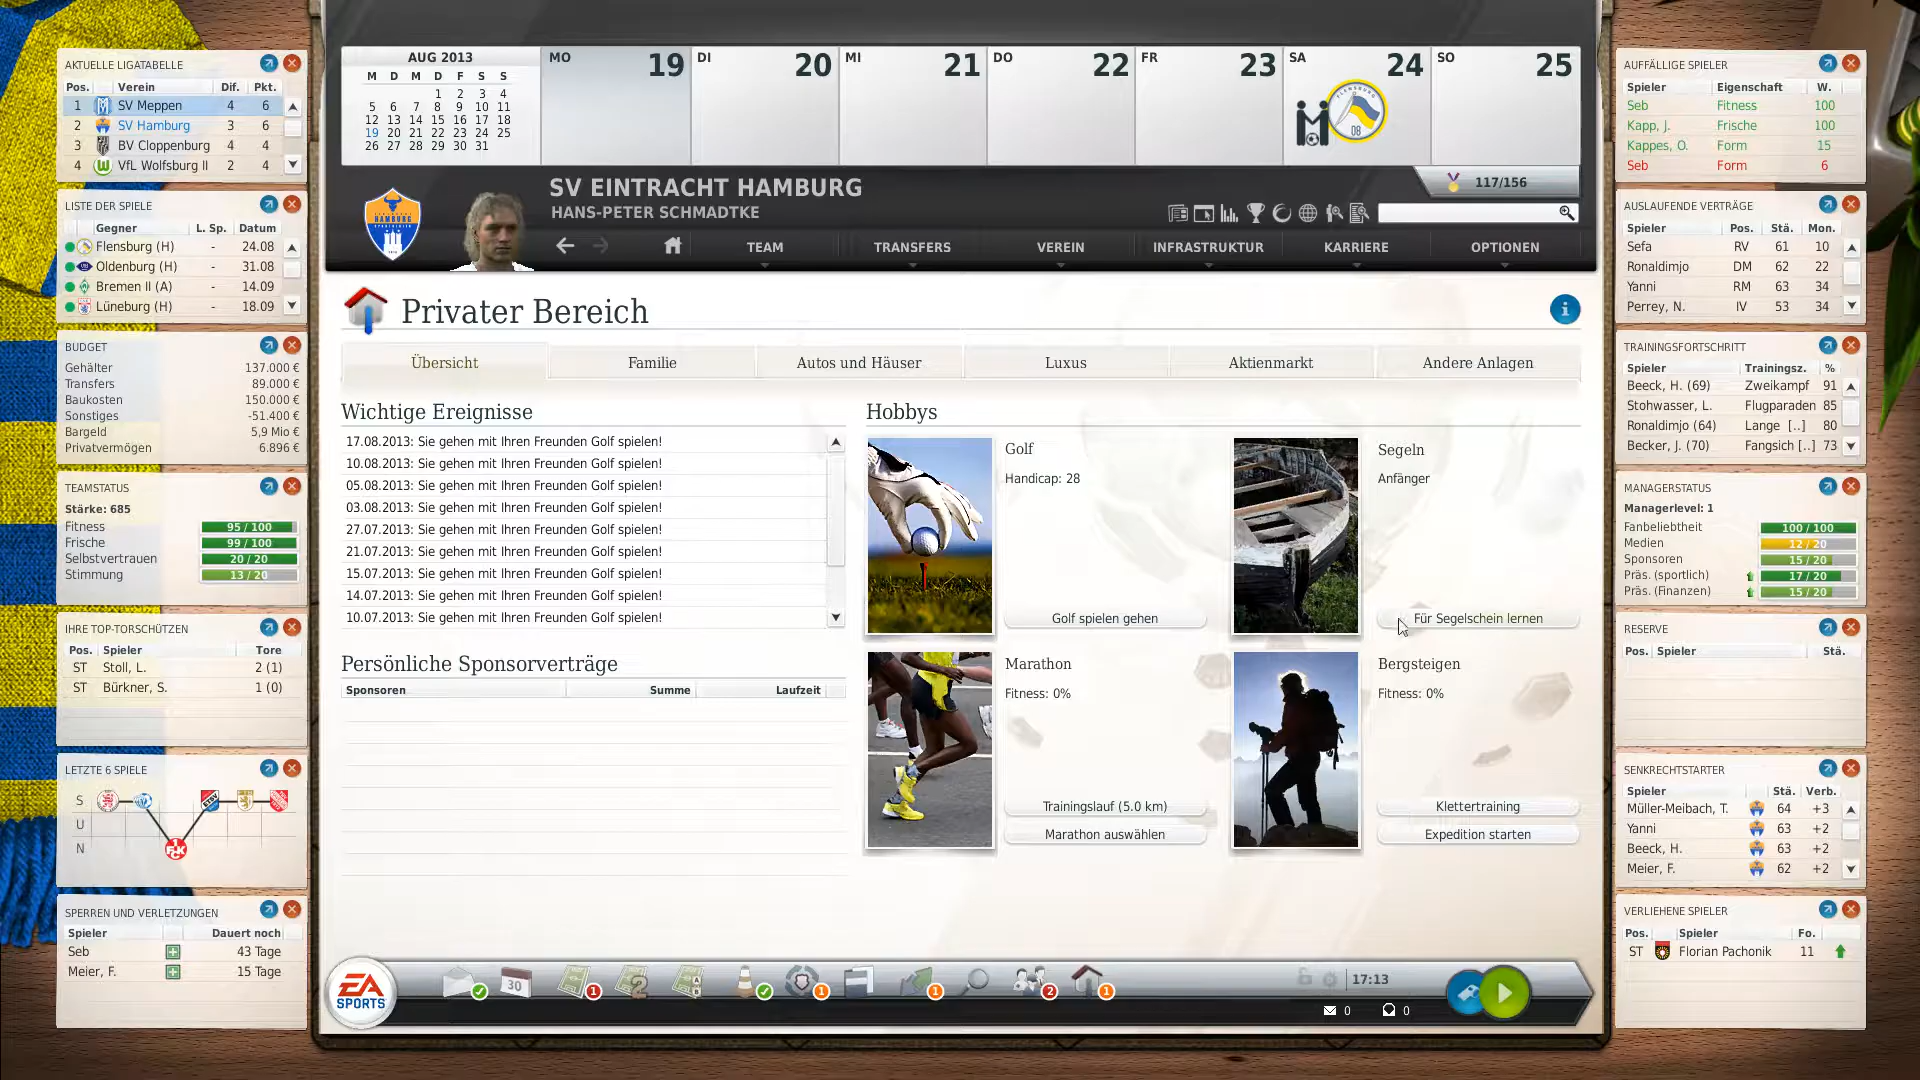 AKTUELLE LIGATABELLE
Pos. Verein Dif. Pkt.
1 SV Meppen 4 6
2 SV Hamburg 3 6
3 BV Cloppenburg 4 4
4 VfL Wolfsburg II 2 4
LISTE DER SPIELE
Gegner L. Sp. Datum
Flensburg (H) - 24.08
Oldenburg (H) - 31.08
Bremen II (A) - 14.09
Lüneburg (H) - 18.09
BUDGET
Gehälter 137.000 €
Transfers 89.000 €
Baukosten 150.000 €
Sonstiges -51.400 €
Bargeld 5,9 Mio €
Privatvermögen 6.896 €
TEAMSTATUS
Stärke: 685
Fitness 95 / 100
Frische 99 / 100
Selbstvertrauen 20 / 20
Stimmung 13 / 20
IHRE TOP-TORSCHÜTZEN
Pos. Spieler Tore
ST Stoll, L. 2 (1)
ST Bürkner, S. 1 (0)
LETZTE 6 SPIELE
S
U
N
SPERREN UND VERLETZUNGEN
Spieler Dauert noch
Seb 43 Tage
Meier, F. 15 Tage
AUG 2013
M D M D F S S
1 2 3 4
5 6 7 8 9 10 11
12 13 14 15 16 17 18
19 20 21 22 23 24 25
26 27 28 29 30 31
MO 19 DI 20 MI 21 DO 22 FR 23 SA 24 SO 25
FLENSBURG
08
SV EINTRACHT HAMBURG
HANS-PETER SCHMADTKE
117/156
HAMBURG
TEAM TRANSFERS VEREIN INFRASTRUKTUR KARRIERE OPTIONEN
Privater Bereich
Übersicht Familie Autos und Häuser Luxus Aktienmarkt Andere Anlagen
Wichtige Ereignisse
17.08.2013: Sie gehen mit Ihren Freunden Golf spielen!
10.08.2013: Sie gehen mit Ihren Freunden Golf spielen!
05.08.2013: Sie gehen mit Ihren Freunden Golf spielen!
03.08.2013: Sie gehen mit Ihren Freunden Golf spielen!
27.07.2013: Sie gehen mit Ihren Freunden Golf spielen!
21.07.2013: Sie gehen mit Ihren Freunden Golf spielen!
15.07.2013: Sie gehen mit Ihren Freunden Golf spielen!
14.07.2013: Sie gehen mit Ihren Freunden Golf spielen!
10.07.2013: Sie gehen mit Ihren Freunden Golf spielen!
Persönliche Sponsorverträge
Sponsoren Summe Laufzeit
Hobbys
Golf
Handicap: 28
Golf spielen gehen
Segeln
Anfänger
Für Segelschein lernen
Marathon
Fitness: 0%
Trainingslauf (5.0 km)
Marathon auswählen
Bergsteigen
Fitness: 0%
Klettertraining
Expedition starten
EA SPORTS
30
1
2
1
1
2
1
17:13
0 0
AUFFÄLLIGE SPIELER
Spieler Eigenschaft W.
Seb Fitness 100
Kapp, J. Frische 100
Kappes, O. Form 15
Seb Form 6
AUSLAUFENDE VERTRÄGE
Spieler Pos. Stä. Mon.
Sefa RV 61 10
Ronaldimjo DM 62 22
Yanni RM 63 34
Perrey, N. IV 53 34
TRAININGSFORTSCHRITT
Spieler Trainingsz. %
Beeck, H. (69) Zweikampf 91
Stohwasser, L. Flugparaden 85
Ronaldimjo (64) Lange [..] 80
Becker, J. (70) Fangsich [..] 73
MANAGERSTATUS
Managerlevel: 1
Fanbeliebtheit 100 / 100
Medien 12 / 20
Sponsoren 15 / 20
Präs. (sportlich) 17 / 20
Präs. (Finanzen) 15 / 20
RESERVE
Pos. Spieler Stä.
SENKRECHTSTARTER
Spieler Stä. Verb.
Müller-Meibach, T. 64 +3
Yanni 63 +2
Beeck, H. 63 +2
Meier, F. 62 +2
VERLIEHENE SPIELER
Pos. Spieler Fo.
ST Florian Pachonik 11